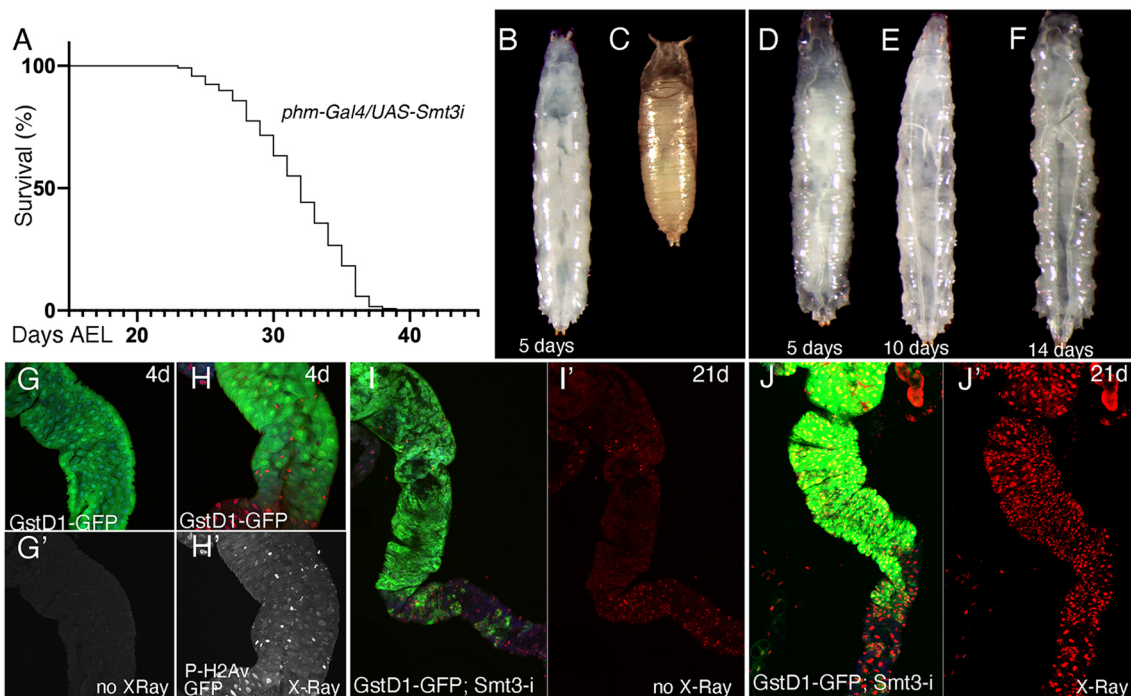 A
100
50
0
Survival (%)
phm-Gal4/UAS-Smt3i
Days AEL 20 30 40
B
5 days
C
D
5 days
E
10 days
F
14 days
G
4d
GstD1-GFP
G'
no XRay
H
4d
GstD1-GFP
H'
P-H2Av
GFP
X-Ray
I
GstD1-GFP; Smt3-i
I'
21d
no X-Ray
J
GstD1-GFP; Smt3-i
J'
21d
X-Ray